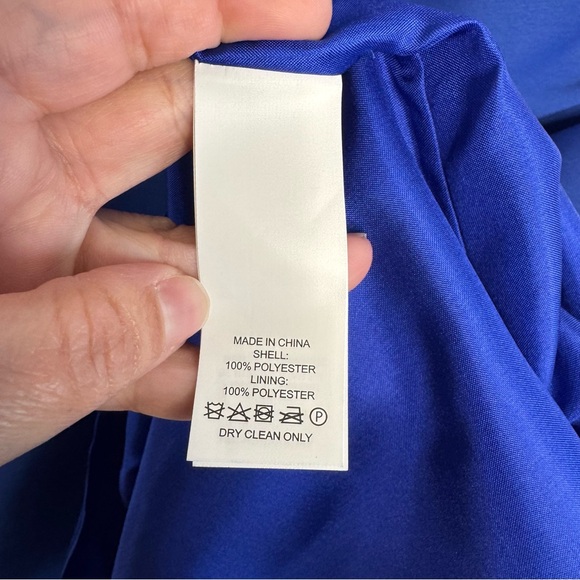 MADE IN CHINA
SHELL:
100% POLYESTER
LINING:
100% POLYESTER
P
DRY CLEAN ONLY